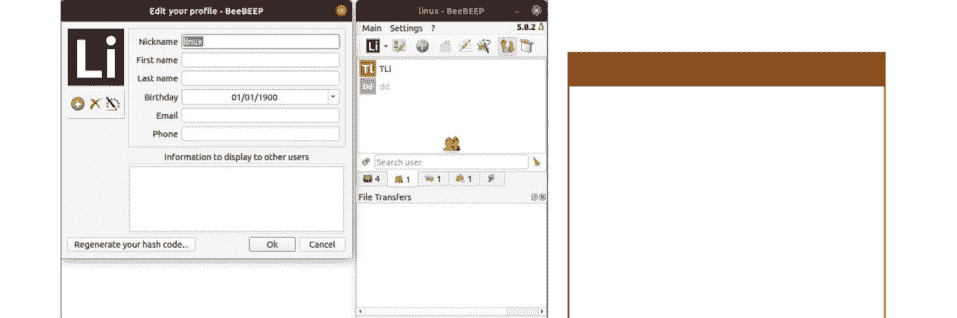 Edit your profile - BeeBEEP
Li
Nickname linux
First name
Last name
Birthday 01/01/1900
Email
Phone
Information to display to other users
Regenerate your hash code... Ok Cancel
linux - BeeBEEP
Main Settings ? 5.8.2
Li
TL TLi
dd
Search user
4 1 1 1
File Transfers